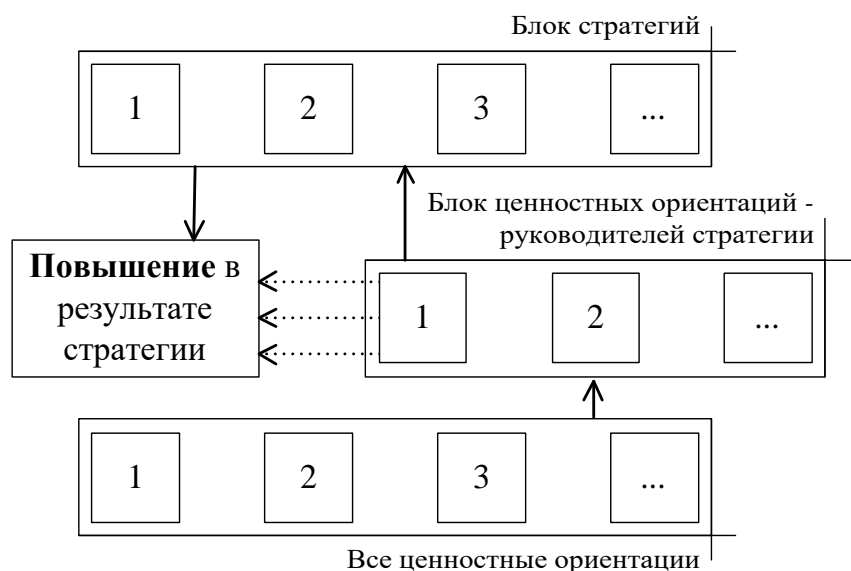 Блок стратегий
1 2 3 ...
Блок ценностных ориентаций -
руководителей стратегии
Повышение в
результате
стратегии
1 2 ...
1 2 3 ...
Все ценностные ориентации